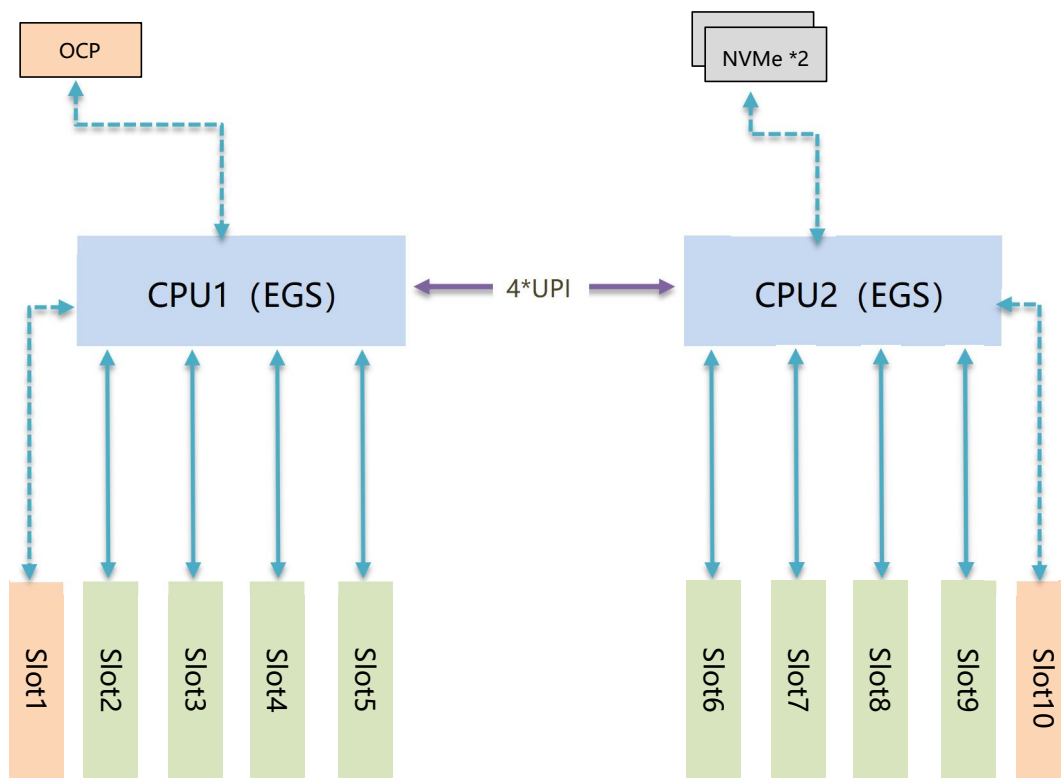 OCP
NVMe *2
CPU1（EGS）
4*UPI
CPU2（EGS）
Slot1
Slot2
Slot3
Slot4
Slot5
Slot6
Slot7
Slot8
Slot9
Slot10